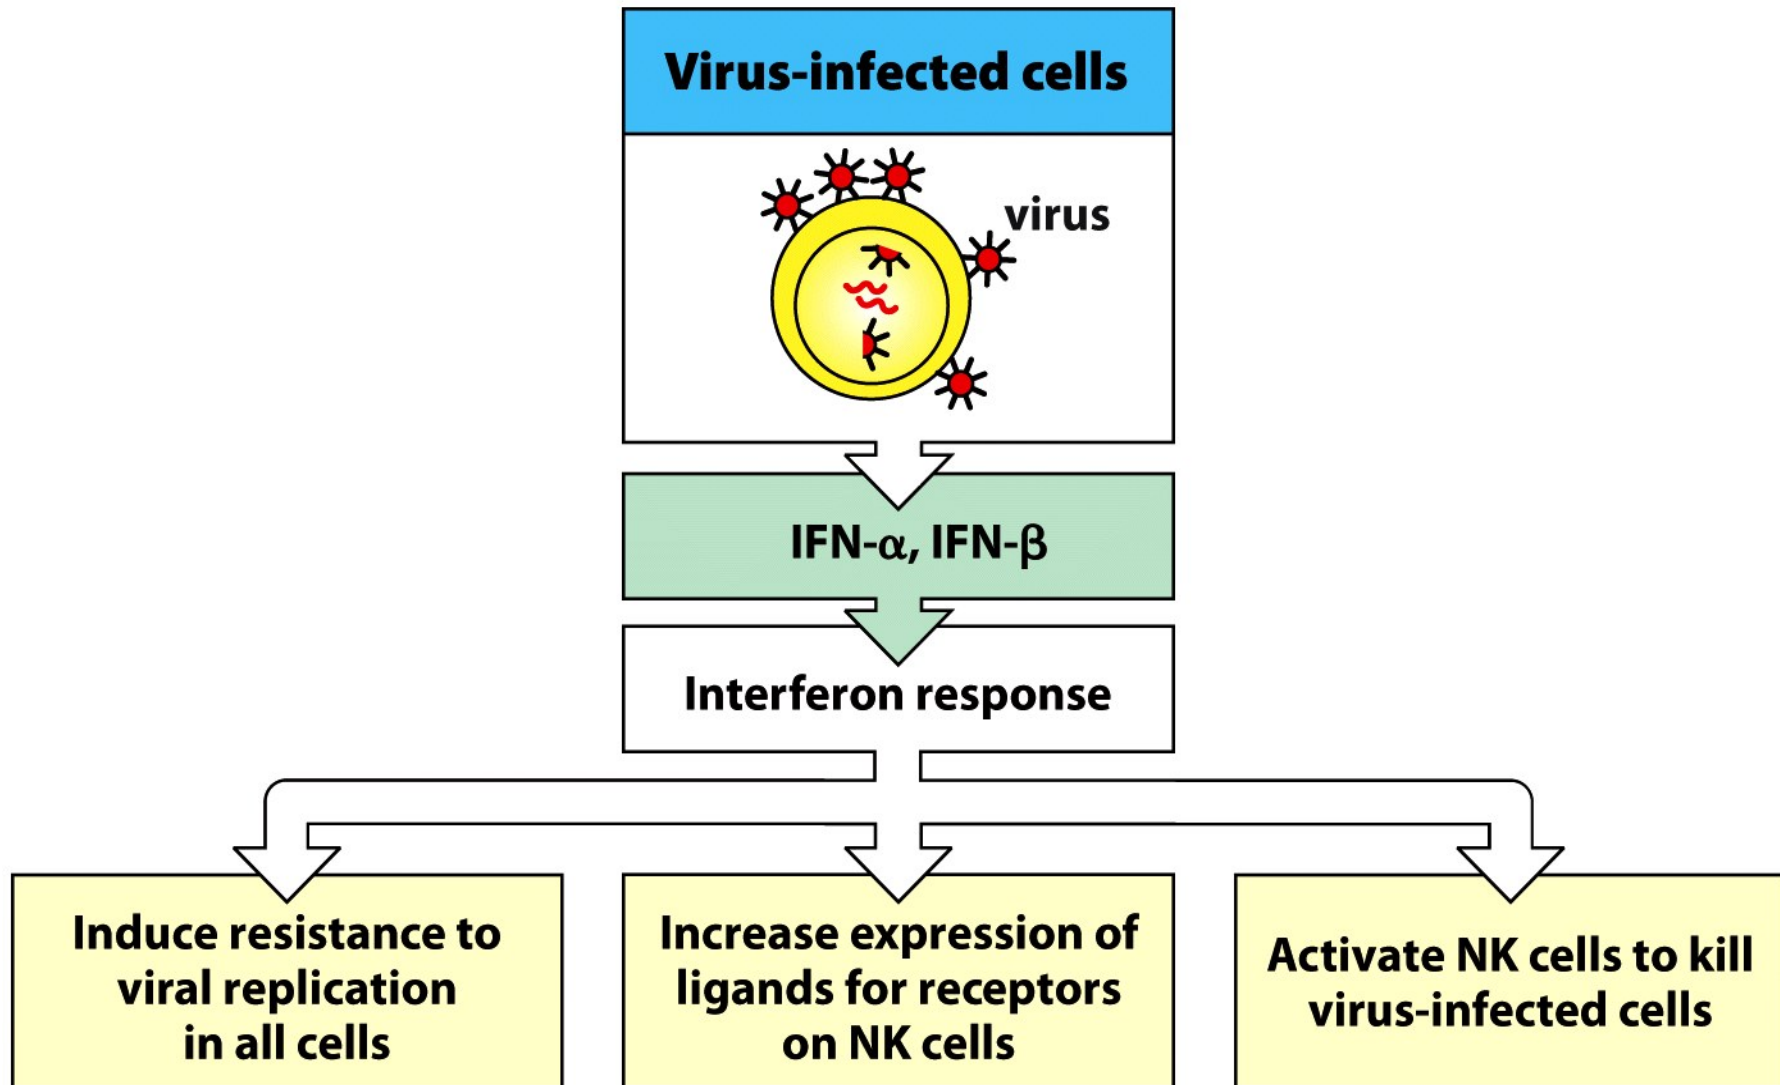 Virus-infected cells
virus
IFN-α, IFN-β
Interferon response
Induce resistance to
viral replication
in all cells
Increase expression of
ligands for receptors
on NK cells
Activate NK cells to kill
virus-infected cells